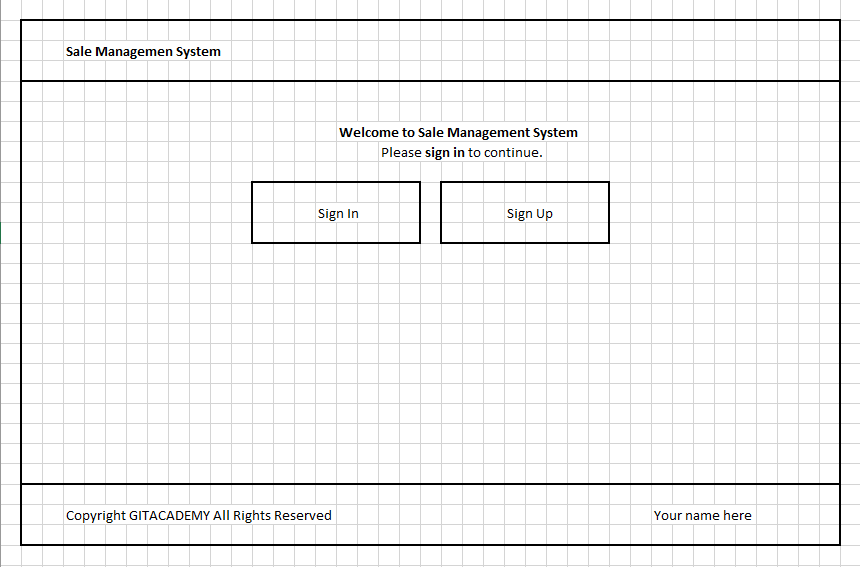 Sale Managemen System
Welcome to Sale Management System
Please sign in to continue.
Sign In
Sign Up
Copyright GITACADEMY All Rights Reserved
Your name here